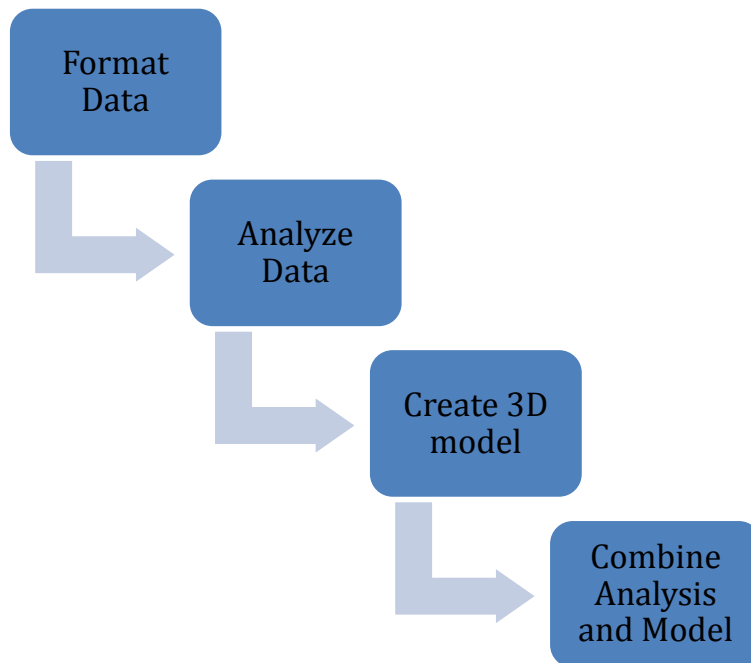 Format
Data
Analyze
Data
Create 3D
model
Combine
Analysis
and Model